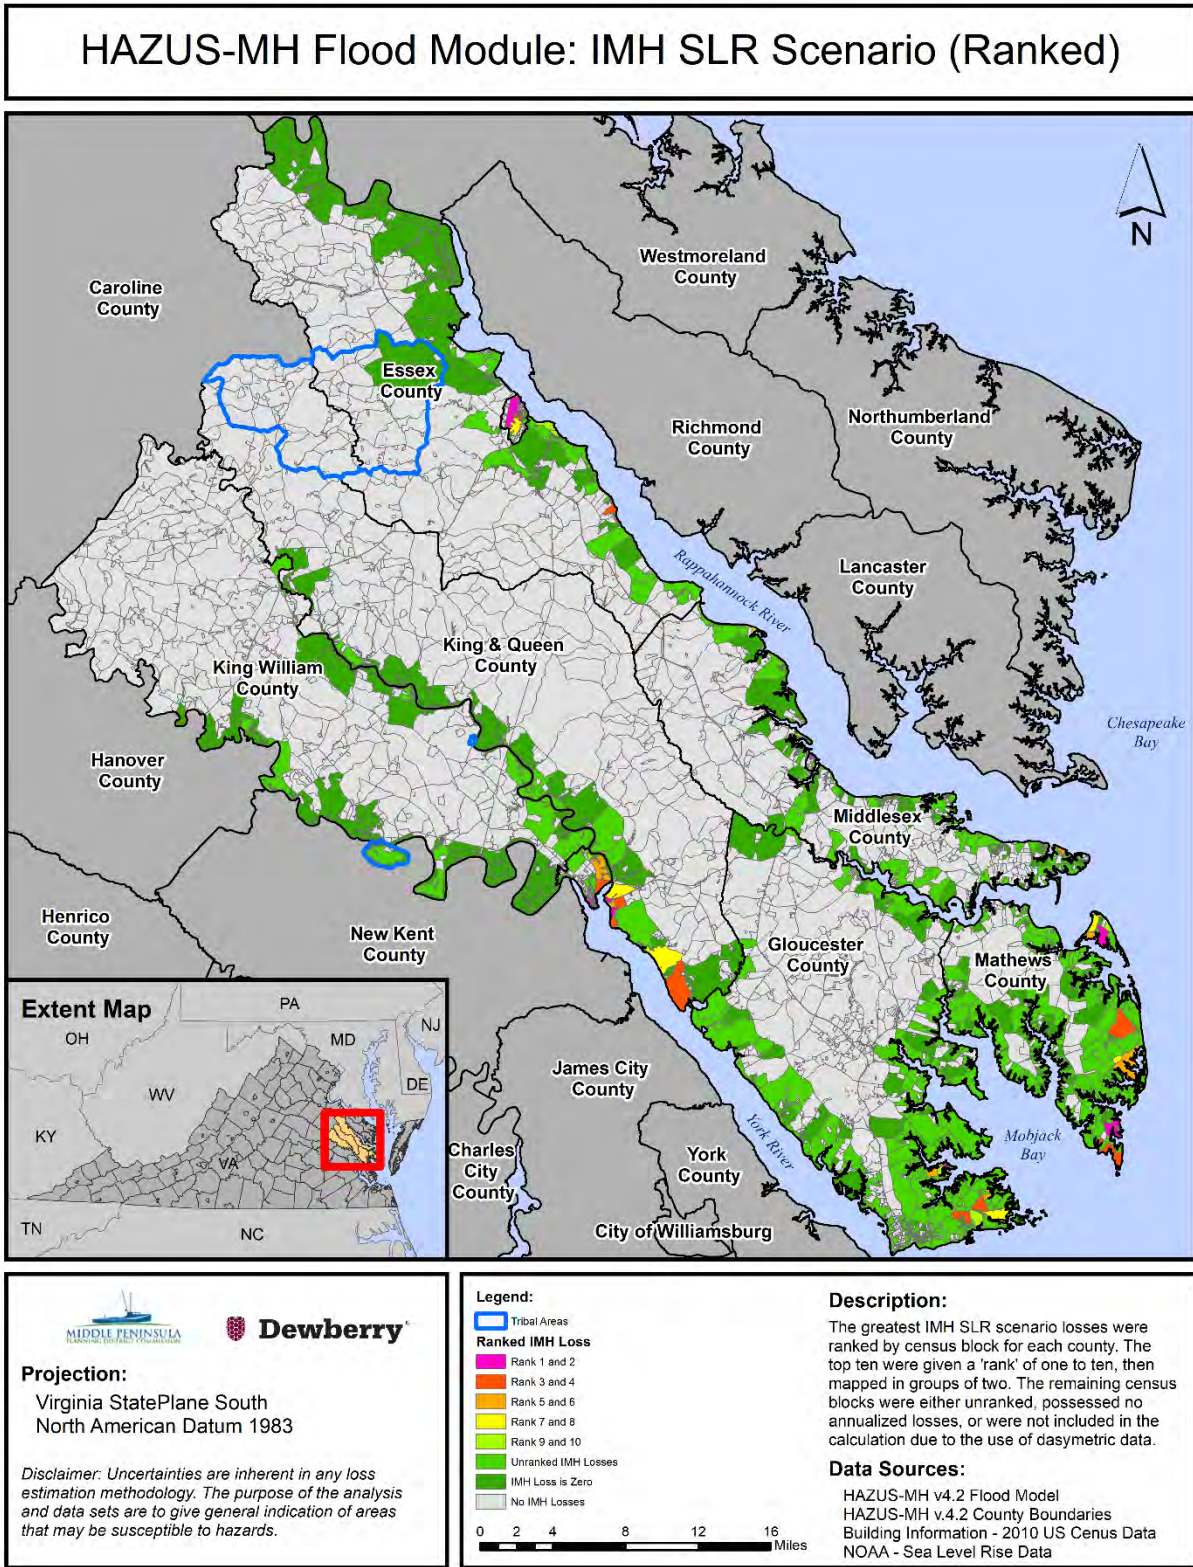 HAZUS-MH Flood Module: IMH SLR Scenario (Ranked)
N
Westmoreland
County
Caroline
County
Essex
County
Richmond
County
Northumberland
County
Lancaster
County
Rappahannock
River
King & Queen
County
King William
County
Chesapeake
Bay
Hanover
County
Middlesex
County
Henrico
County
New Kent
County
Gloucester
County
Mathews
County
James City
County
Charles
City
County
York
County
York River
Mobjack
Bay
City of Williamsburg
Extent Map
PA
NJ
OH
MD
DE
WV
KY
VA
TN
NC
MIDDLE PENINSULA
PLANNING DISTRICT COMMISSION
Dewberry
Projection:
Virginia StatePlane South
North American Datum 1983
Disclaimer: Uncertainties are inherent in any loss
estimation methodology. The purpose of the analysis
and data sets are to give general indication of areas
that may be susceptible to hazards.
Legend:
Tribal Areas
Ranked IMH Loss
Rank 1 and 2
Rank 3 and 4
Rank 5 and 6
Rank 7 and 8
Rank 9 and 10
Unranked IMH Losses
IMH Loss is Zero
No IMH Losses
0 2 4 8 12 16
Miles
Description:
The greatest IMH SLR scenario losses were
ranked by census block for each county. The
top ten were given a 'rank' of one to ten, then
mapped in groups of two. The remaining census
blocks were either unranked, possessed no
annualized losses, or were not included in the
calculation due to the use of dasymetric data.
Data Sources:
HAZUS-MH v4.2 Flood Model
HAZUS-MH v.4.2 County Boundaries
Building Information - 2010 US Cenus Data
NOAA - Sea Level Rise Data